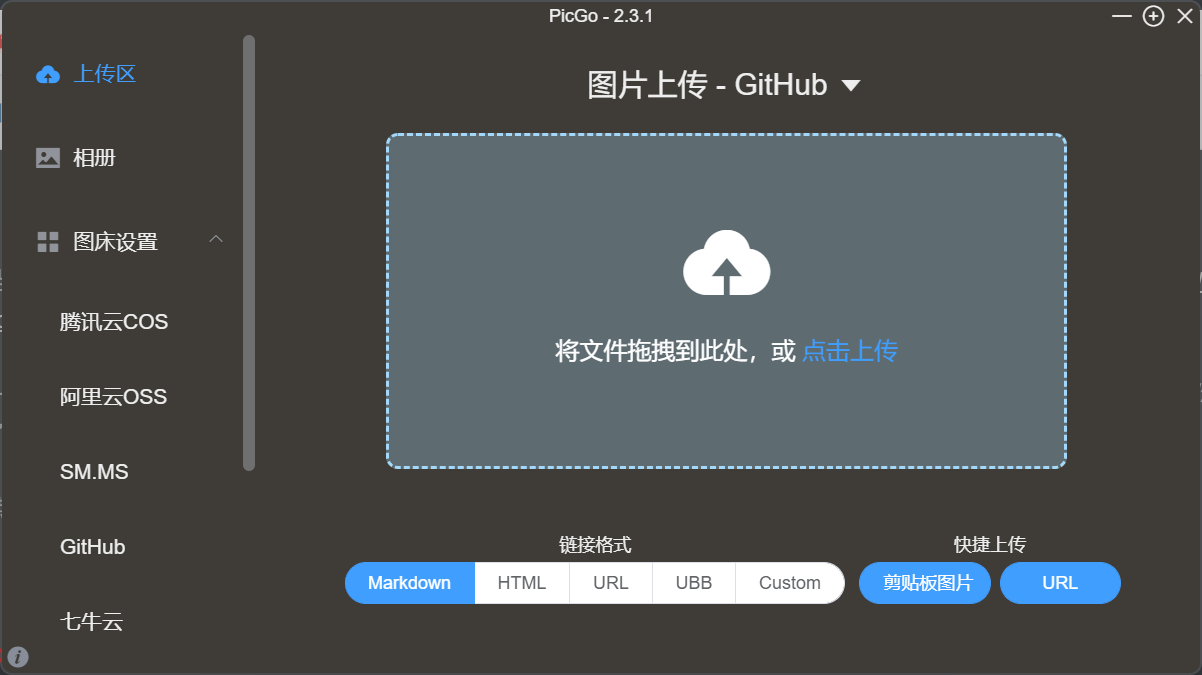 PicGo - 2.3.1
上传区
相册
图床设置
腾讯云COS
阿里云OSS
SM.MS
GitHub
七牛云
图片上传 - GitHub
将文件拖拽到此处，或 点击上传
链接格式
Markdown HTML URL UBB Custom
快捷上传
剪贴板图片 URL